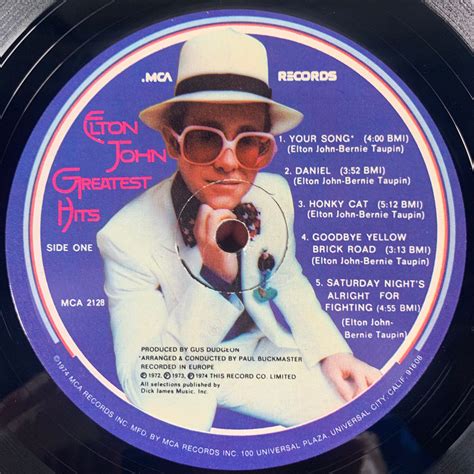 .MCA RECORDS
ELTON
JOHN
GREATEST
HITS
SIDE ONE
MCA 2128
1. YOUR SONG* (4:00 BMI)
(Elton John-Bernie Taupin)
2. DANIEL (3:52 BMI)
(Elton John-Bernie Taupin)
3. HONKY CAT (5:12 BMI)
(Elton John-Bernie Taupin)
4. GOODBYE YELLOW
BRICK ROAD (3:13 BMI)
(Elton John-Bernie Taupin)
5. SATURDAY NIGHT'S
ALRIGHT FOR
FIGHTING (4:55 BMI)
(Elton John-
Bernie Taupin)
PRODUCED BY GUS DUDGEON
*ARRANGED & CONDUCTED BY PAUL BUCKMASTER
RECORDED IN EUROPE
℗ 1972, ℗ 1973, ℗ 1974 THIS RECORD CO. LIMITED
All selections published by
Dick James Music, Inc.
©1974 MCA RECORDS INC. MFD. BY MCA RECORDS INC. 100 UNIVERSAL PLAZA, UNIVERSAL CITY, CALIF. 91608